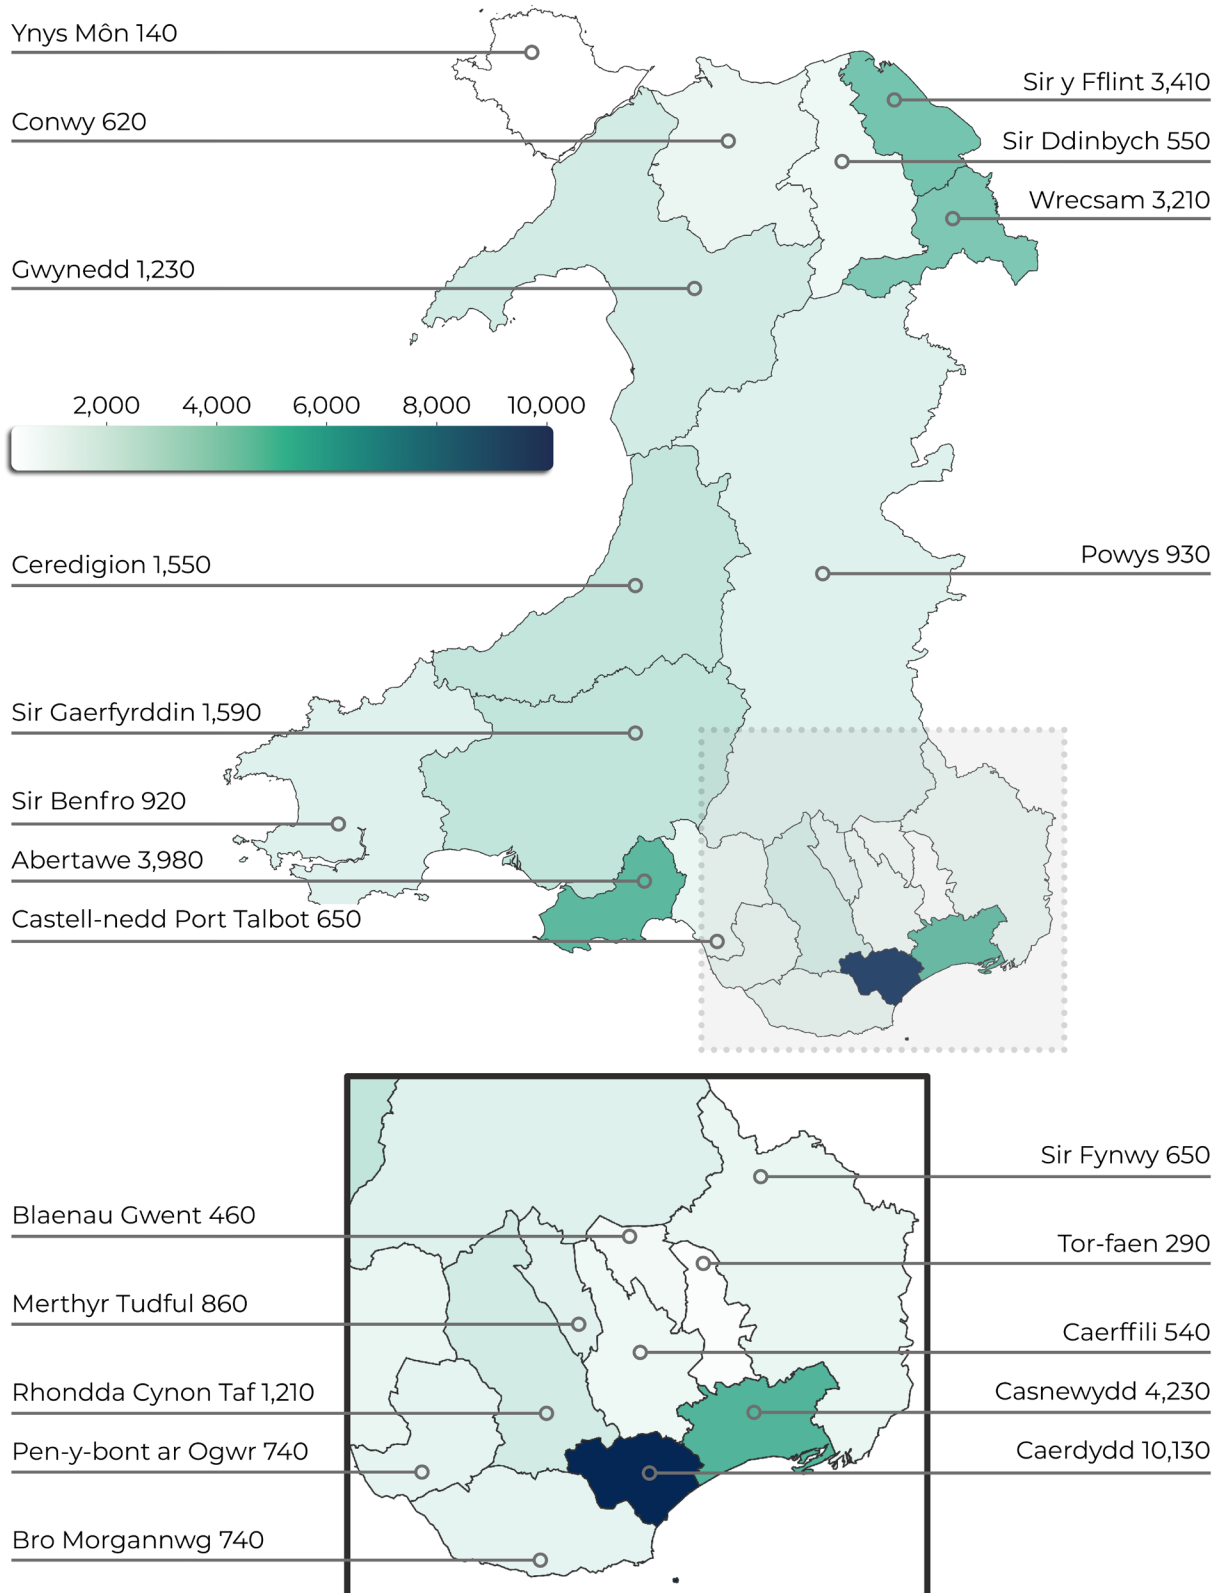 Ynys Môn 140
Sir y Fflint 3,410
Conwy 620
Sir Ddinbych 550
Wrecsam 3,210
Gwynedd 1,230
2,000 4,000 6,000 8,000 10,000
Ceredigion 1,550
Powys 930
Sir Gaerfyrddin 1,590
Sir Benfro 920
Abertawe 3,980
Castell-nedd Port Talbot 650
Sir Fynwy 650
Blaenau Gwent 460
Tor-faen 290
Merthyr Tudful 860
Caerffili 540
Rhondda Cynon Taf 1,210
Casnewydd 4,230
Pen-y-bont ar Ogwr 740
Caerdydd 10,130
Bro Morgannwg 740